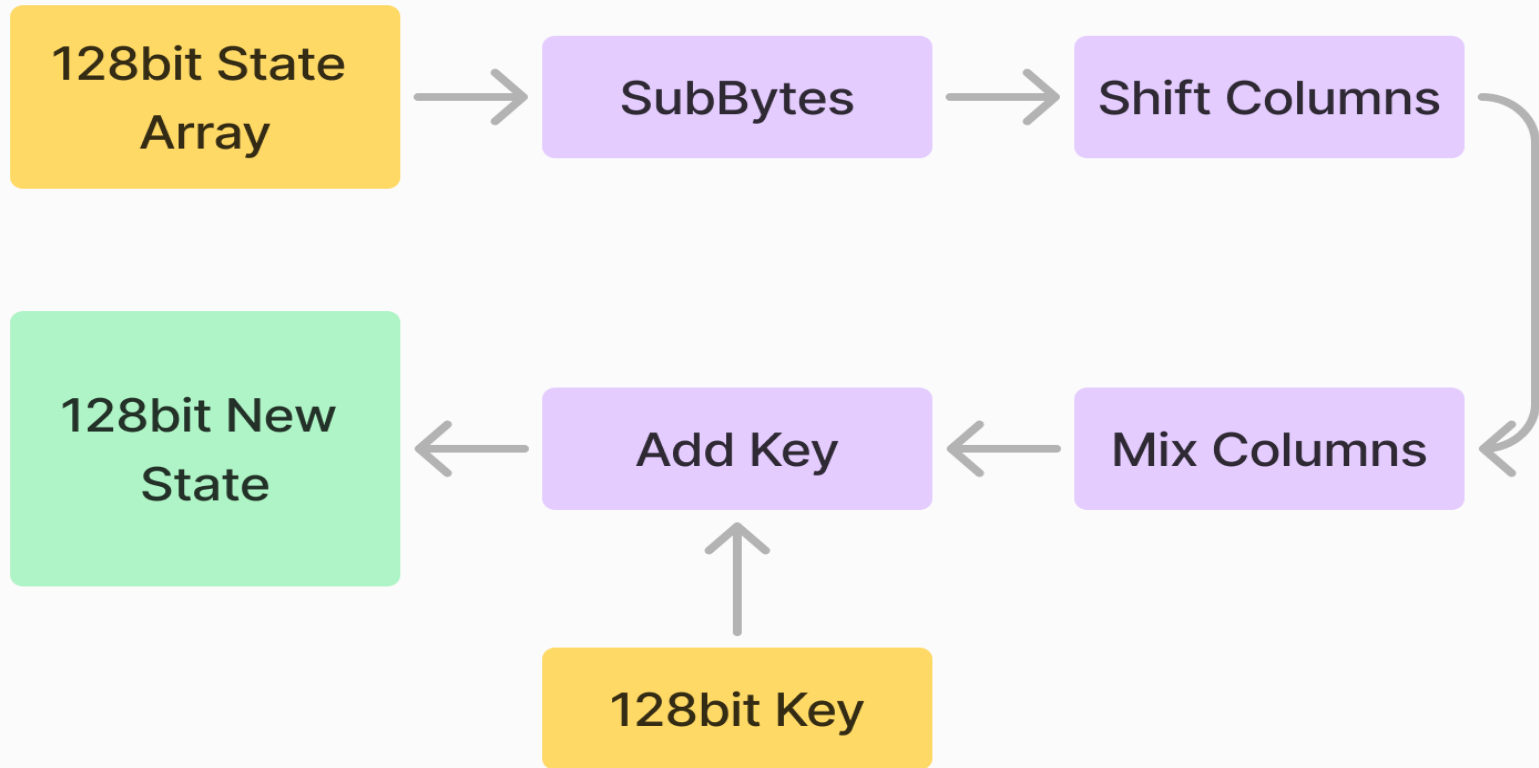 128bit State
Array
SubBytes
Shift Columns
128bit New
State
Add Key
Mix Columns
128bit Key